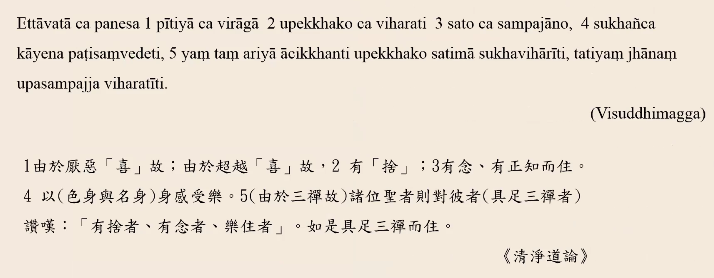 Ettāvatā ca panesa 1 pītiyā ca virāgā 2 upekkhako ca viharati 3 sato ca sampajāno, 4 sukhañca
kāyena paṭisaṃvedeti, 5 yaṃ taṃ ariyā ācikkhanti upekkhako satimā sukhavihārīti, tatiyaṃ jhānaṃ
upasampajja viharatīti.
(Visuddhimagga)
1由於厭惡「喜」故；由於超越「喜」故，2 有「捨」；3有念、有正知而住。
4 以(色身與名身)身感受樂。5(由於三禪故)諸位聖者則對彼者(具足三禪者)
讚嘆：「有捨者、有念者、樂住者」。如是具足三禪而住。
《清淨道論》